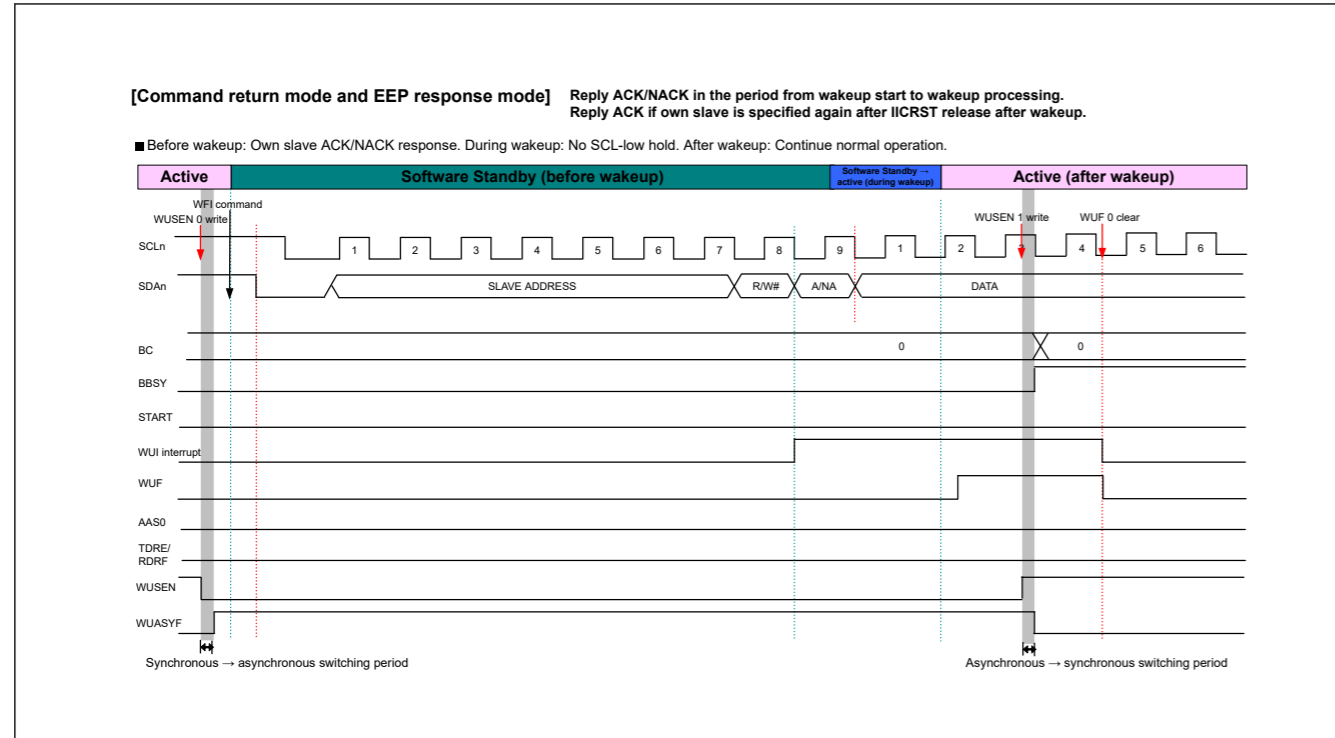 [Command return mode and EEP response mode] Reply ACK/NACK in the period from wakeup start to wakeup processing.
Reply ACK if own slave is specified again after IICRST release after wakeup.
■ Before wakeup: Own slave ACK/NACK response. During wakeup: No SCL-low hold. After wakeup: Continue normal operation.
Active Software Standby (before wakeup) Software Standby → active (during wakeup) Active (after wakeup)
WFI command
WUSEN 0 write WUSEN 1 write WUF 0 clear
SCLn 1 2 3 4 5 6 7 8 9 1 2 3 4 5 6
SDAn SLAVE ADDRESS R/W# A/NA DATA
BC 0 0
BBSY
START
WUI interrupt
WUF
AAS0
TDRE/
RDRF
WUSEN
WUASYF
Synchronous → asynchronous switching period Asynchronous → synchronous switching period